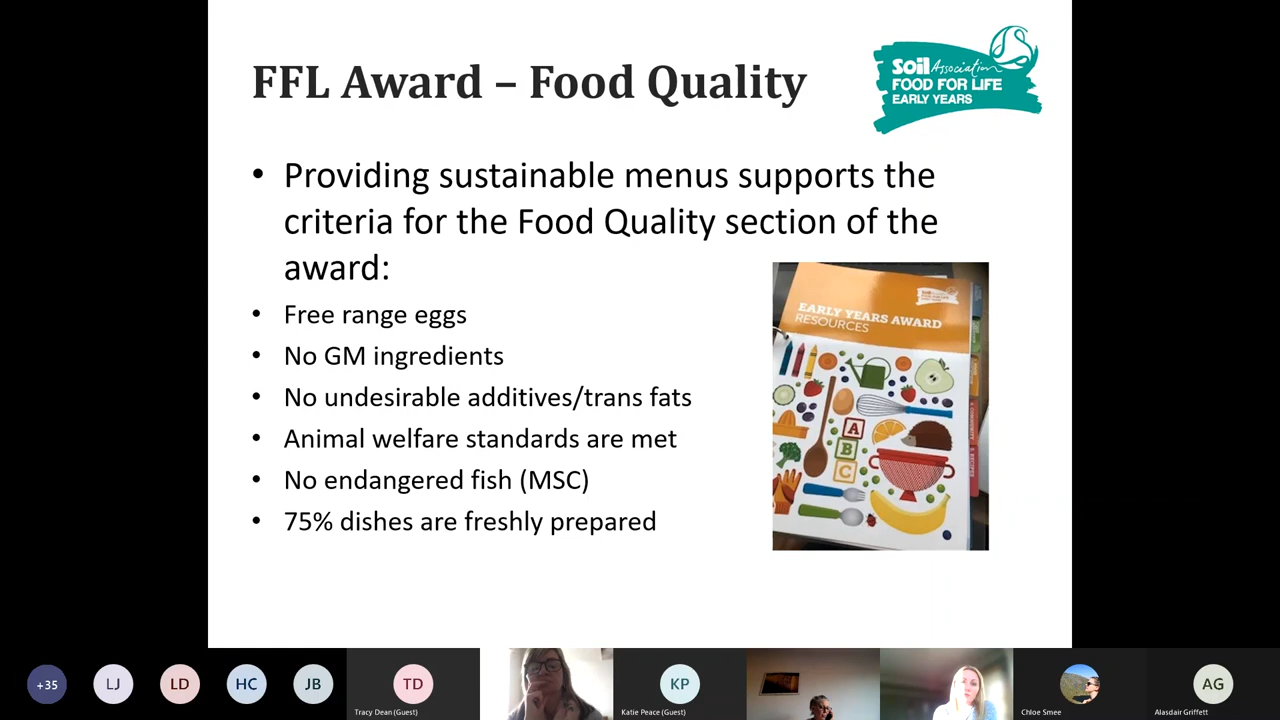 FFL Award – Food Quality
Soil Association
FOOD FOR LIFE
EARLY YEARS
• Providing sustainable menus supports the
criteria for the Food Quality section of the
award:
• Free range eggs
• No GM ingredients
• No undesirable additives/trans fats
• Animal welfare standards are met
• No endangered fish (MSC)
• 75% dishes are freshly prepared
EARLY YEARS AWARD
RESOURCES
A
B
C
+35
LJ
LD
HC
JB
TD
Tracy Dean (Guest)
KP
Katie Peace (Guest)
Chloe Smee
AG
Alasdair Griffett